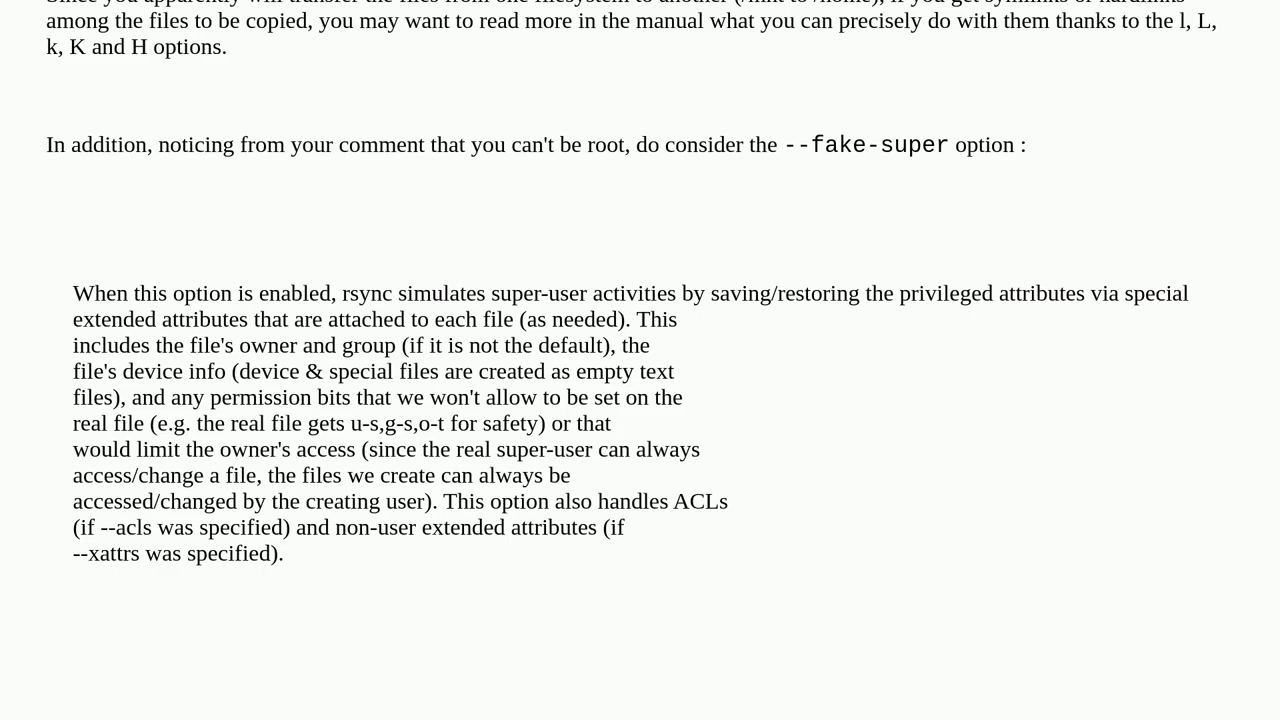 among the files to be copied, you may want to read more in the manual what you can precisely do with them thanks to the l, L,
k, K and H options.
In addition, noticing from your comment that you can't be root, do consider the --fake-super option :
When this option is enabled, rsync simulates super-user activities by saving/restoring the privileged attributes via special
extended attributes that are attached to each file (as needed). This
includes the file's owner and group (if it is not the default), the
file's device info (device & special files are created as empty text
files), and any permission bits that we won't allow to be set on the
real file (e.g. the real file gets u-s,g-s,o-t for safety) or that
would limit the owner's access (since the real super-user can always
access/change a file, the files we create can always be
accessed/changed by the creating user). This option also handles ACLs
(if --acls was specified) and non-user extended attributes (if
--xattrs was specified).